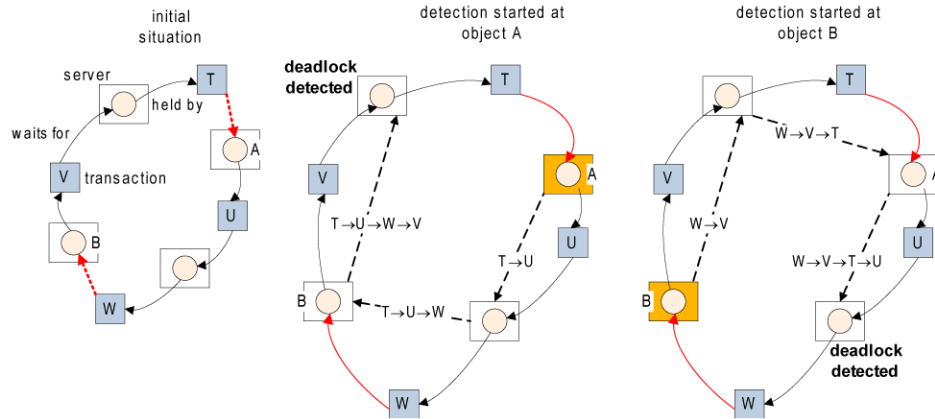 initial
situation
server
T
held by
waits for
A
V
transaction
U
B
W
detection started at
object A
deadlock
detected
T
A
V
T→U→W→V
U
T→U
B
T→U→W
W
detection started at
object B
T
W→V→T
V
A
W→V
U
W→V→T→U
B
deadlock
detected
W